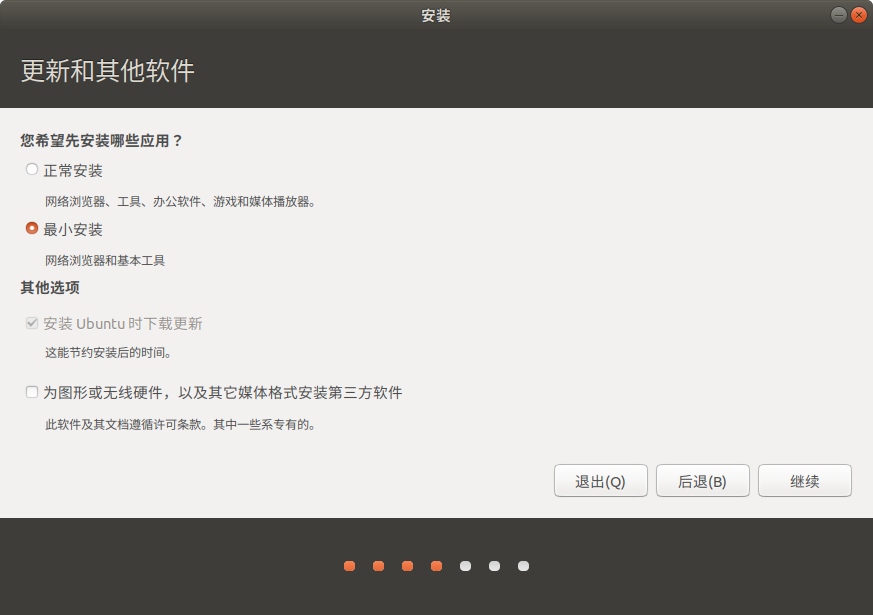 安装
更新和其他软件
您希望先安装哪些应用？
正常安装
网络浏览器、工具、办公软件、游戏和媒体播放器。
最小安装
网络浏览器和基本工具
其他选项
安装 Ubuntu 时下载更新
这能节约安装后的时间。
为图形或无线硬件，以及其它媒体格式安装第三方软件
此软件及其文档遵循许可条款。其中一些系专有的。
退出(Q) 后退(B) 继续